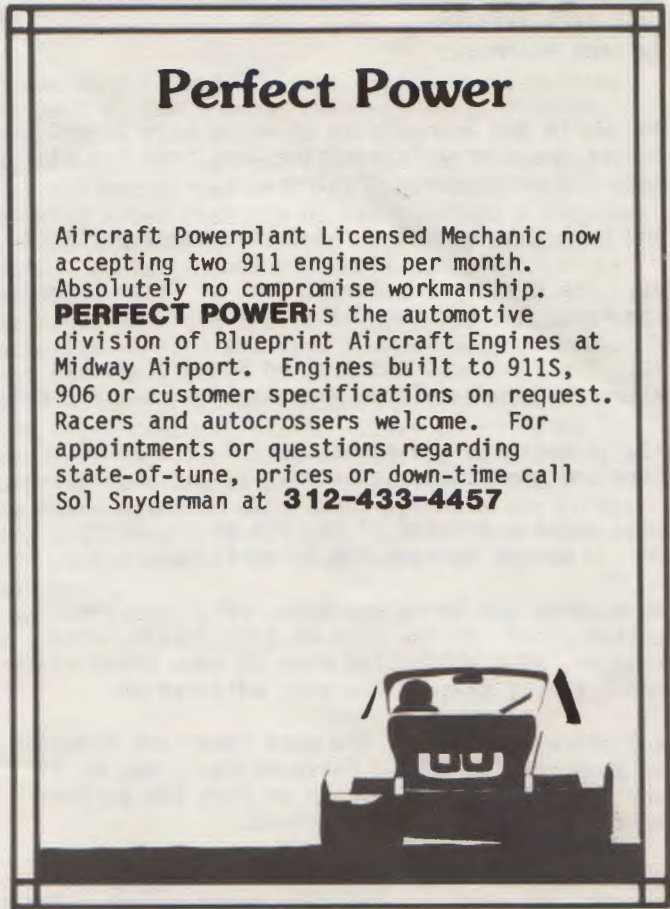 Perfect Power
Aircraft Powerplant Licensed Mechanic now
accepting two 911 engines per month.
Absolutely no compromise workmanship.
PERFECT POWER is the automotive
division of Blueprint Aircraft Engines at
Midway Airport. Engines built to 911S,
906 or customer specifications on request.
Racers and autocrossers welcome. For
appointments or questions regarding
state-of-tune, prices or down-time call
Sol Snyderman at 312-433-4457